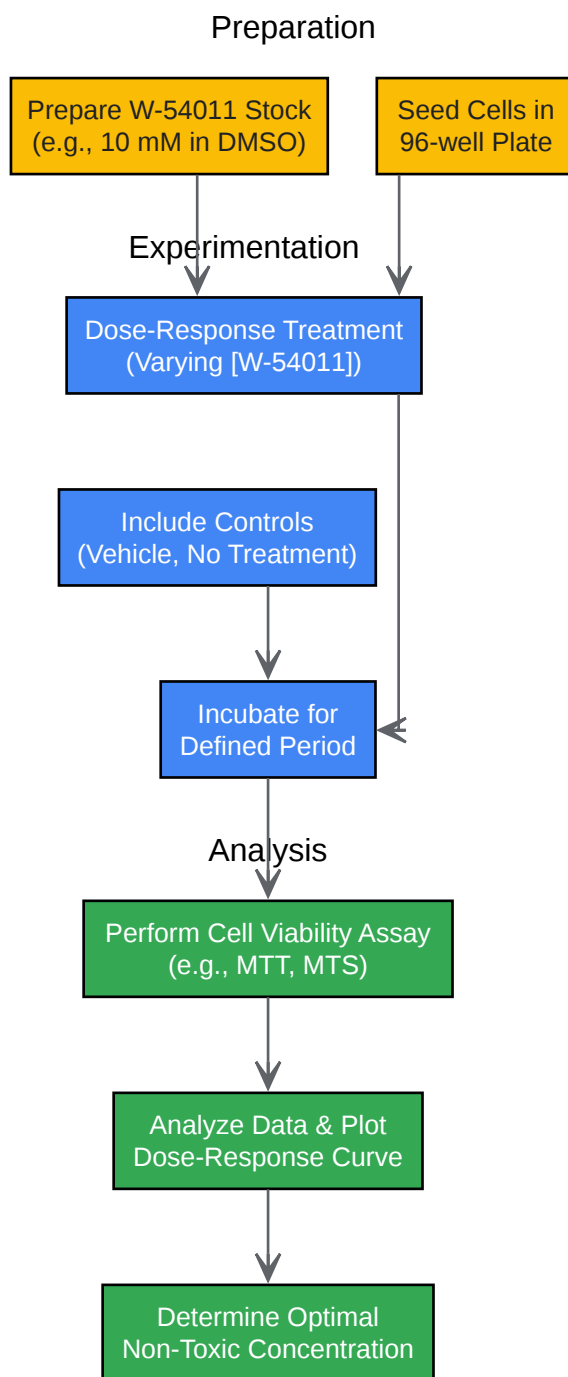 Preparation
Prepare W-54011 Stock
(e.g., 10 mM in DMSO)
Seed Cells in
96-well Plate
Experimentation
Dose-Response Treatment
(Varying [W-54011])
Include Controls
(Vehicle, No Treatment)
Incubate for
Defined Period
Analysis
Perform Cell Viability Assay
(e.g., MTT, MTS)
Analyze Data & Plot
Dose-Response Curve
Determine Optimal
Non-Toxic Concentration